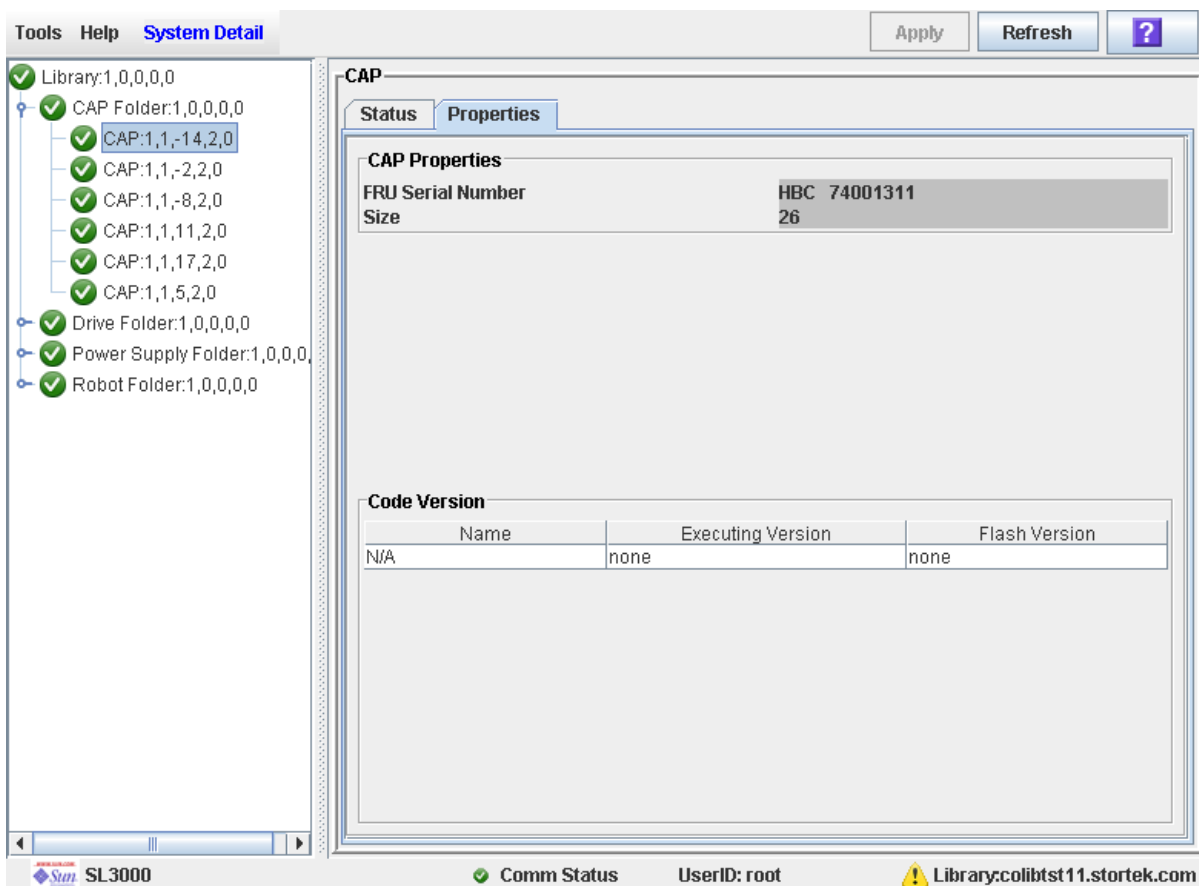 Tools Help System Detail
Apply Refresh ?
Library:1,0,0,0,0
CAP Folder:1,0,0,0,0
CAP:1,1,-14,2,0
CAP:1,1,-2,2,0
CAP:1,1,-8,2,0
CAP:1,1,11,2,0
CAP:1,1,17,2,0
CAP:1,1,5,2,0
Drive Folder:1,0,0,0,0
Power Supply Folder:1,0,0,0,
Robot Folder:1,0,0,0,0
CAP
Status Properties
CAP Properties
FRU Serial Number HBC 74001311
Size 26
Code Version
Name Executing Version Flash Version
N/A none none
Sun SL3000 Comm Status UserID: root Library:colibtst11.stortek.com